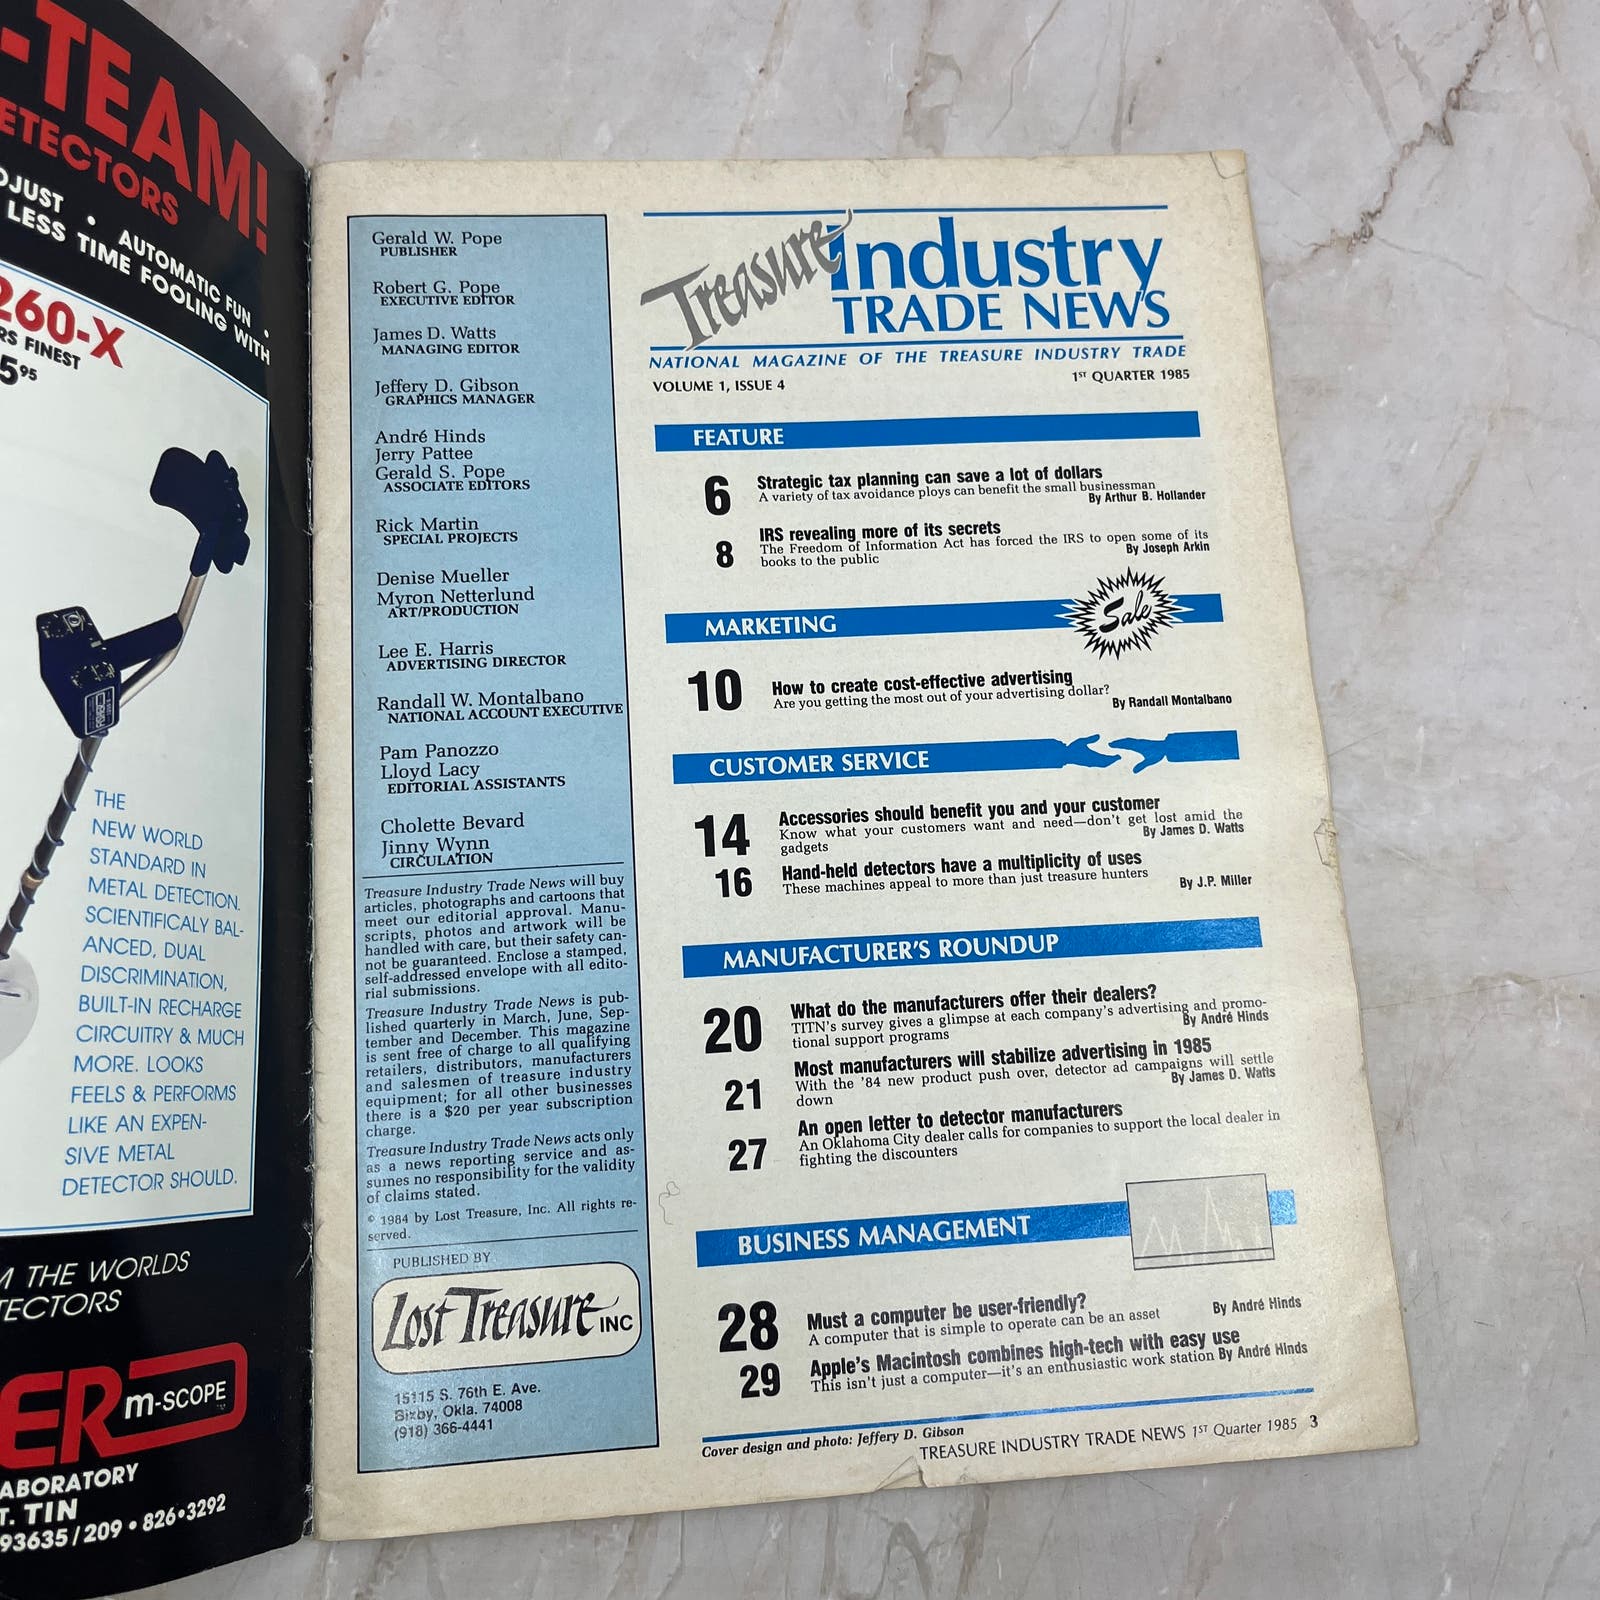 -TEAM!
ETECTORS
DJUST • AUTOMATIC FUN •
LESS TIME FOOLING WITH
260-X
RS FINEST
5⁹⁵
THE
NEW WORLD
STANDARD IN
METAL DETECTION.
SCIENTIFICALY BAL-
ANCED, DUAL
DISCRIMINATION,
BUILT-IN RECHARGE
CIRCUITRY & MUCH
MORE. LOOKS
FEELS & PERFORMS
LIKE AN EXPEN-
SIVE METAL
DETECTOR SHOULD.
M THE WORLDS
TECTORS
ER m-SCOPE
ABORATORY
T. TIN
93635/209 • 826•3292
Gerald W. Pope
PUBLISHER
Robert G. Pope
EXECUTIVE EDITOR
James D. Watts
MANAGING EDITOR
Jeffery D. Gibson
GRAPHICS MANAGER
André Hinds
Jerry Pattee
Gerald S. Pope
ASSOCIATE EDITORS
Rick Martin
SPECIAL PROJECTS
Denise Mueller
Myron Netterlund
ART/PRODUCTION
Lee E. Harris
ADVERTISING DIRECTOR
Randall W. Montalbano
NATIONAL ACCOUNT EXECUTIVE
Pam Panozzo
Lloyd Lacy
EDITORIAL ASSISTANTS
Cholette Bevard
Jinny Wynn
CIRCULATION
Treasure Industry Trade News will buy
articles, photographs and cartoons that
meet our editorial approval. Manu-
scripts, photos and artwork will be
handled with care, but their safety can-
not be guaranteed. Enclose a stamped,
self-addressed envelope with all edito-
rial submissions.
Treasure Industry Trade News is pub-
lished quarterly in March, June, Sep-
tember and December. This magazine
is sent free of charge to all qualifying
retailers, distributors, manufacturers
and salesmen of treasure industry
equipment; for all other businesses
there is a $20 per year subscription
charge.
Treasure Industry Trade News acts only
as a news reporting service and as-
sumes no responsibility for the validity
of claims stated.
© 1984 by Lost Treasure, Inc. All rights re-
served.
PUBLISHED BY
Lost Treasure INC
15115 S. 76th E. Ave.
Bixby, Okla. 74008
(918) 366-4441
Treasure Industry
TRADE NEWS
NATIONAL MAGAZINE OF THE TREASURE INDUSTRY TRADE
VOLUME 1, ISSUE 4 1ST QUARTER 1985
FEATURE
6 Strategic tax planning can save a lot of dollars
A variety of tax avoidance ploys can benefit the small businessman
By Arthur B. Hollander
8 IRS revealing more of its secrets
The Freedom of Information Act has forced the IRS to open some of its
books to the public By Joseph Arkin
MARKETING Sale
10 How to create cost-effective advertising
Are you getting the most out of your advertising dollar?
By Randall Montalbano
CUSTOMER SERVICE
14 Accessories should benefit you and your customer
Know what your customers want and need—don't get lost amid the
gadgets By James D. Watts
16 Hand-held detectors have a multiplicity of uses
These machines appeal to more than just treasure hunters
By J.P. Miller
MANUFACTURER'S ROUNDUP
20 What do the manufacturers offer their dealers?
TITN's survey gives a glimpse at each company's advertising and promo-
tional support programs By André Hinds
21 Most manufacturers will stabilize advertising in 1985
With the '84 new product push over, detector ad campaigns will settle
down By James D. Watts
27 An open letter to detector manufacturers
An Oklahoma City dealer calls for companies to support the local dealer in
fighting the discounters
BUSINESS MANAGEMENT
28 Must a computer be user-friendly? By André Hinds
A computer that is simple to operate can be an asset
29 Apple's Macintosh combines high-tech with easy use
This isn't just a computer—it's an enthusiastic work station By André Hinds
Cover design and photo: Jeffery D. Gibson
TREASURE INDUSTRY TRADE NEWS 1ST Quarter 1985 3